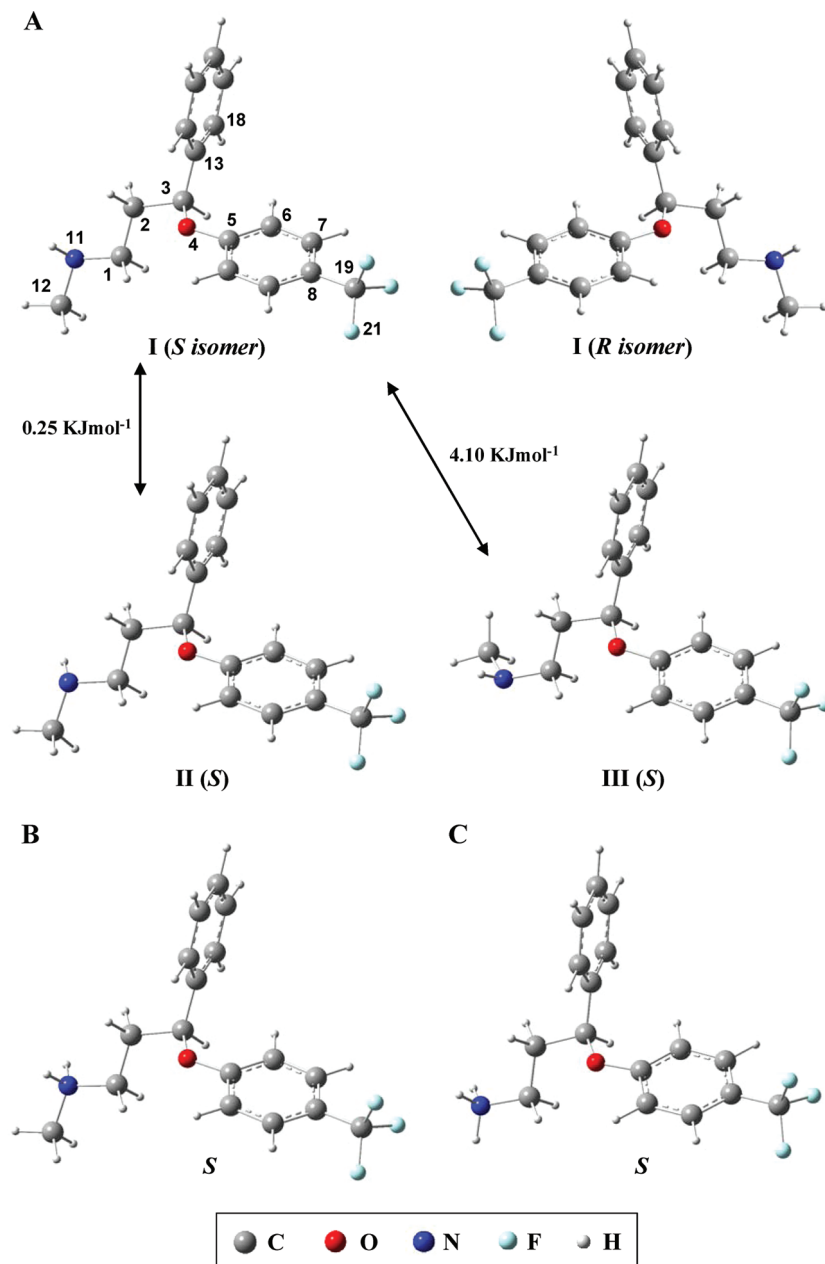 A
18
13
3
2
5
6
7
11
4
19
12
1
8
21
I (S isomer)
I (R isomer)
0.25 KJmol⁻¹
4.10 KJmol⁻¹
II (S)
III (S)
B
C
S
S
C O N F H